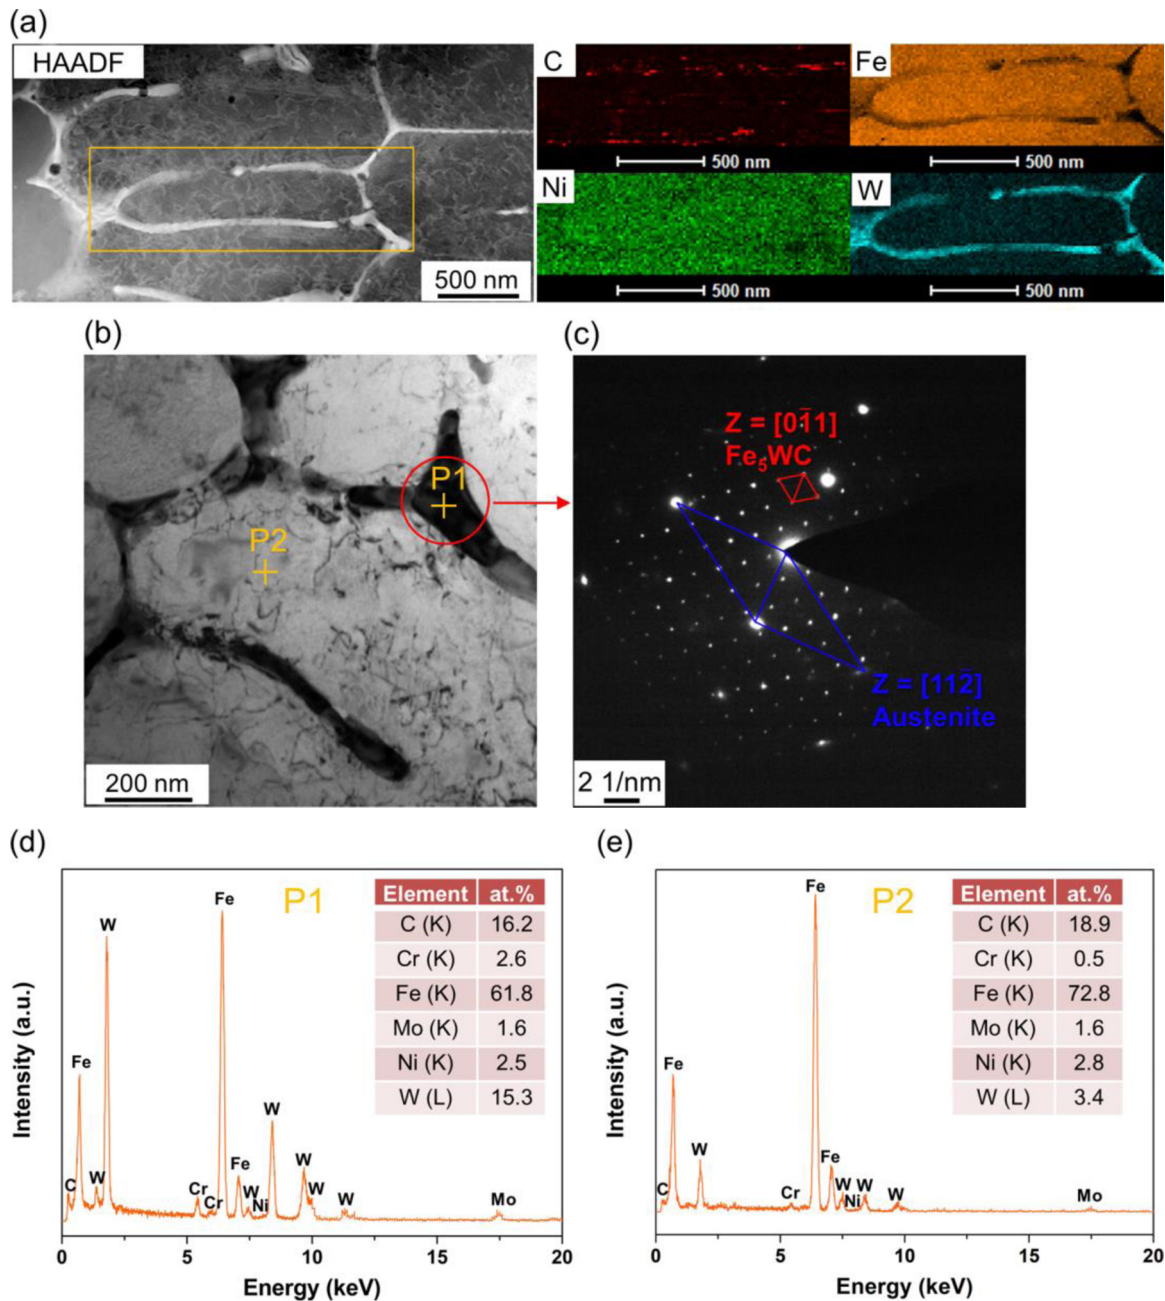 (a)
HAADF
500 nm
C
500 nm
Fe
500 nm
Ni
500 nm
W
500 nm
(b)
P1
P2
200 nm
(c)
Z = [01̄1]
Fe₅WC
Z = [112̄]
Austenite
2 1/nm
(d)
P1
Element at.%
C (K) 16.2
Cr (K) 2.6
Fe (K) 61.8
Mo (K) 1.6
Ni (K) 2.5
W (L) 15.3
C
Fe
W
W
Cr
Cr
Fe
Fe
W
Ni
W
W
W
W
Mo
Intensity (a.u.)
0 5 10 15 20
Energy (keV)
(e)
P2
Element at.%
C (K) 18.9
Cr (K) 0.5
Fe (K) 72.8
Mo (K) 1.6
Ni (K) 2.8
W (L) 3.4
C
Fe
W
Cr
Fe
Fe
W
Ni
W
W
Mo
Intensity (a.u.)
0 5 10 15 20
Energy (keV)